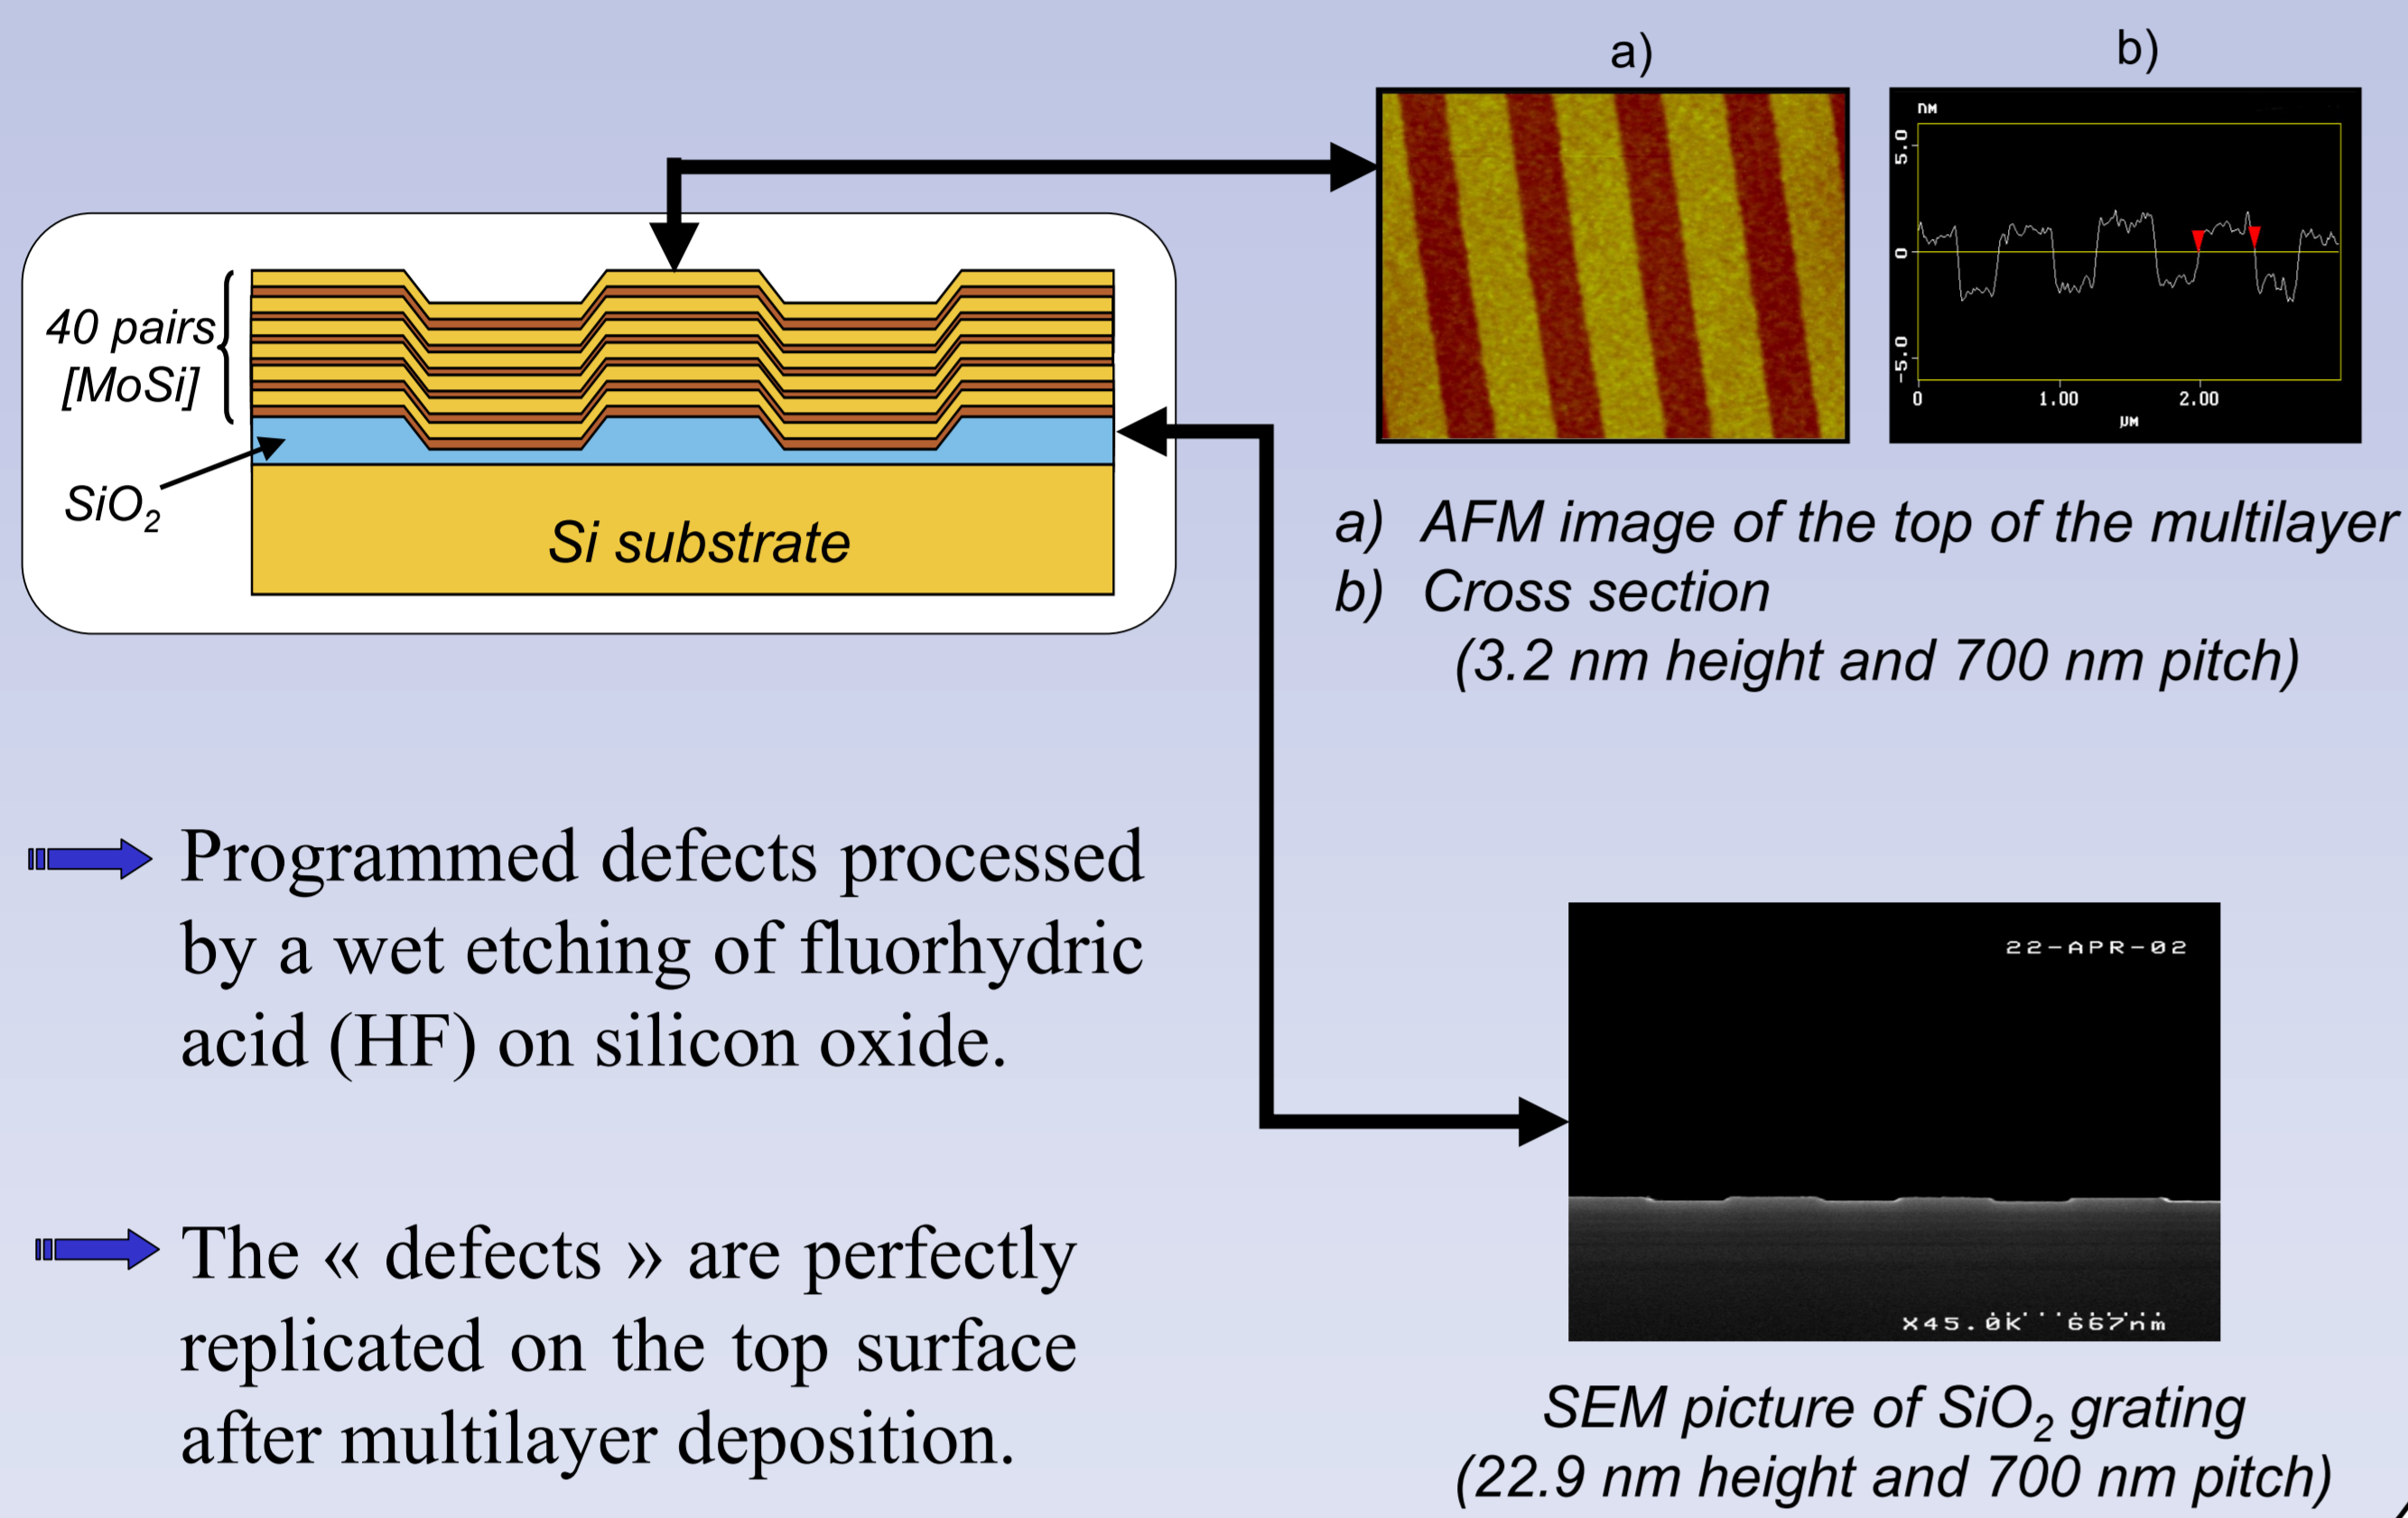 a)
b)
nm
5.0
0
-5.0
0
1.00
2.00
µm
40 pairs
[MoSi]
SiO₂
Si substrate
a) AFM image of the top of the multilayer
b) Cross section
(3.2 nm height and 700 nm pitch)
Programmed defects processed
by a wet etching of fluorhydric
acid (HF) on silicon oxide.
The « defects » are perfectly
replicated on the top surface
after multilayer deposition.
22-APR-02
X45.0K 667nm
SEM picture of SiO₂ grating
(22.9 nm height and 700 nm pitch)